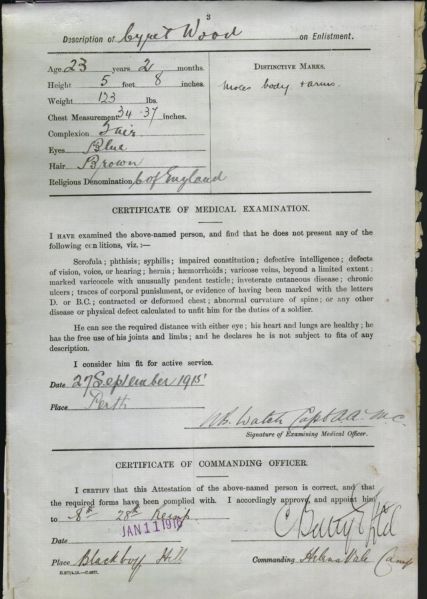 3
Description of Cyril Wood on Enlistment.
Age 23 years 2 months.
Height 5 feet 8 inches.
Weight 123 lbs.
Chest Measurement 34-37 inches.
Complexion Fair
Eyes Blue
Hair Brown
Religious Denomination C of England
DISTINCTIVE MARKS.
Moles body & arms.
CERTIFICATE OF MEDICAL EXAMINATION.
I HAVE examined the above-named person, and find that he does not present any of the
following conditions, viz.:—
Scrofula; phthisis; syphilis; impaired constitution; defective intelligence; defects
of vision, voice, or hearing; hernia; hæmorrhoids; varicose veins, beyond a limited extent;
marked varicocele with unusually pendent testicle; inveterate cutaneous disease; chronic
ulcers; traces of corporal punishment, or evidence of having been marked with the letters
D. or B.C.; contracted or deformed chest; abnormal curvature of spine; or any other
disease or physical defect calculated to unfit him for the duties of a soldier.
He can see the required distance with either eye; his heart and lungs are healthy; he
has the free use of his joints and limbs; and he declares he is not subject to fits of any
description.
I consider him fit for active service.
Date 27 September 1915
Place Perth
Capt A.A.M.C.
Signature of Examining Medical Officer.
CERTIFICATE OF COMMANDING OFFICER.
I CERTIFY that this Attestation of the above-named person is correct, and that
the required forms have been complied with. I accordingly approve, and appoint him
to 8th 28th Reinf.
Date JAN 11 1916
Place Blackboy Hill
Commanding Helena Vale Camp